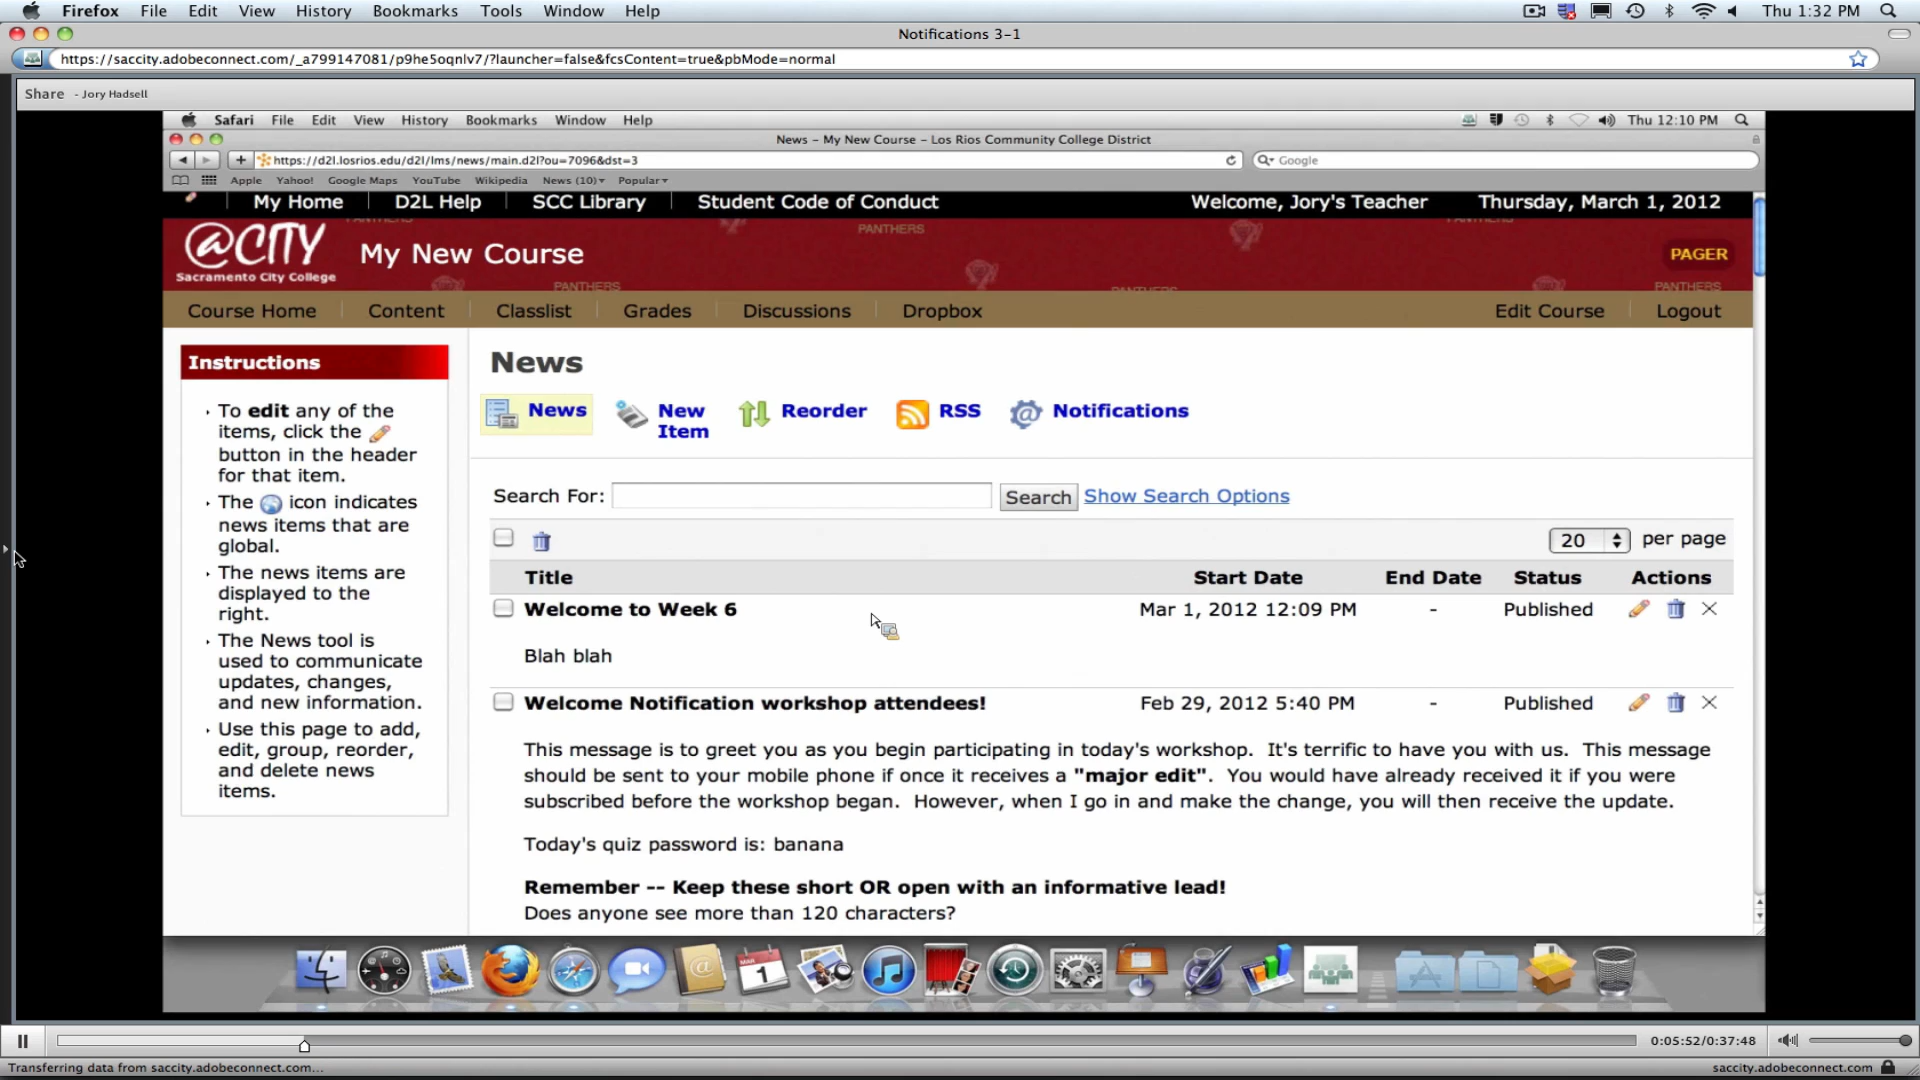 Firefox File Edit View History Bookmarks Tools Window Help Thu 1:32 PM
Notifications 3-1
https://saccity.adobeconnect.com/_a799147081/p9he5oqnlv7/?launcher=false&fcsContent=true&pbMode=normal
Share - Jory Hadsell
Safari File Edit View History Bookmarks Window Help Thu 12:10 PM
News – My New Course – Los Rios Community College District
https://d2l.losrios.edu/d2l/lms/news/main.d2l?ou=7096&dst=3 Google
Apple Yahoo! Google Maps YouTube Wikipedia News (10) Popular
My Home D2L Help SCC Library Student Code of Conduct Welcome, Jory's Teacher Thursday, March 1, 2012
PANTHERS
@CITY My New Course PAGER
Sacramento City College
PANTHERS PANTHERS
Course Home Content Classlist Grades Discussions Dropbox Edit Course Logout
Instructions
To edit any of the
items, click the
button in the header
for that item.
The icon indicates
news items that are
global.
The news items are
displayed to the
right.
The News tool is
used to communicate
updates, changes,
and new information.
Use this page to add,
edit, group, reorder,
and delete news
items.
News
News New Item Reorder RSS Notifications
Search For: Search Show Search Options
20 per page
Title Start Date End Date Status Actions
Welcome to Week 6 Mar 1, 2012 12:09 PM - Published
Blah blah
Welcome Notification workshop attendees! Feb 29, 2012 5:40 PM - Published
This message is to greet you as you begin participating in today's workshop. It's terrific to have you with us. This message
should be sent to your mobile phone if once it receives a "major edit". You would have already received it if you were
subscribed before the workshop began. However, when I go in and make the change, you will then receive the update.
Today's quiz password is: banana
Remember -- Keep these short OR open with an informative lead!
Does anyone see more than 120 characters?
MAR
1
0:05:52/0:37:48
Transferring data from saccity.adobeconnect.com... saccity.adobeconnect.com